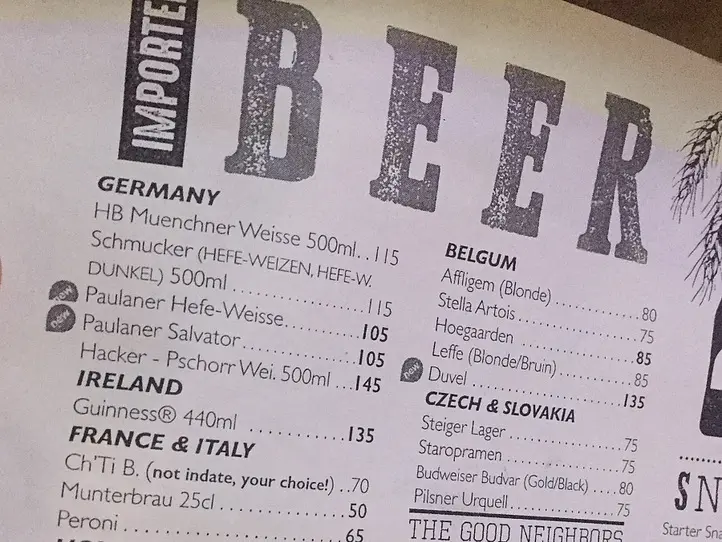 IMPORTE
BEER
GERMANY
HB Muenchner Weisse 500ml..115
Schmucker (HEFE-WEIZEN, HEFE-W.
DUNKEL) 500ml ..................115
new Paulaner Hefe-Weisse..............105
new Paulaner Salvator.....................105
Hacker - Pschorr Wei. 500ml ...145
IRELAND
Guinness® 440ml ...........135
FRANCE & ITALY
Ch'Ti B. (not indate, your choice!) ..70
Munterbrau 25cl ...............50
Peroni ..........................65
BELGUM
Affligem (Blonde) ............80
Stella Artois ...................75
Hoegaarden ..................85
Leffe (Blonde/Bruin) ...........85
new Duvel .......................135
CZECH & SLOVAKIA
Steiger Lager ................75
Staropramen .................75
Budweiser Budvar (Gold/Black) ....80
Pilsner Urquell................75
THE GOOD NEIGHBORS
SN
Starter Sna